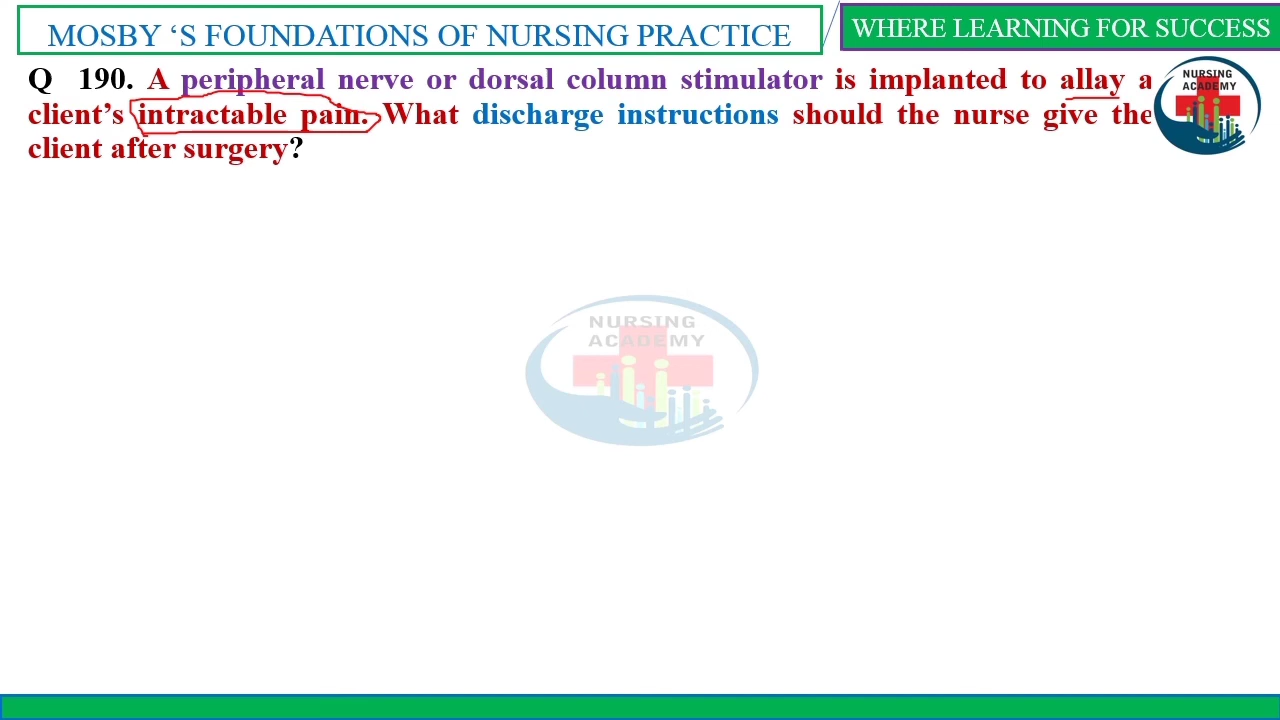 MOSBY ‘S FOUNDATIONS OF NURSING PRACTICE
WHERE LEARNING FOR SUCCESS
Q 190. A peripheral nerve or dorsal column stimulator is implanted to allay a
client’s intractable pain. What discharge instructions should the nurse give the
client after surgery?
NURSING
ACADEMY
NURSING
ACADEMY